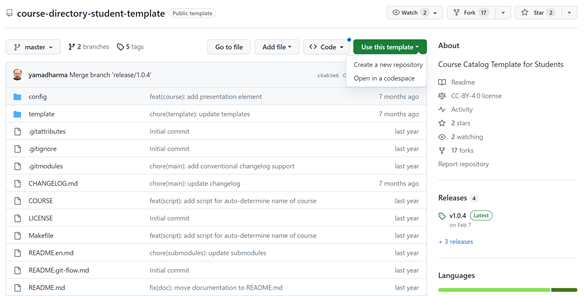 course-directory-student-template Public template
Watch 2 Fork 17 Star 2
master 2 branches 5 tags Go to file Add file Code Use this template
Create a new repository
Open in a codespace
yamadharma Merge branch 'release/1.0.4'
config feat(course): add presentation element 7 months ago
template chore(template): update templates 7 months ago
.gitattributes Initial commit last year
.gitignore Initial commit last year
.gitmodules chore(main): add conventional changelog support last year
CHANGELOG.md chore(main): update changelog 7 months ago
COURSE feat(script): add script for auto-determine name of course last year
LICENSE Initial commit last year
Makefile feat(script): add script for auto-determine name of course last year
README.en.md chore(submodules): update submodules last year
README.git-flow.md Initial commit last year
README.md fix(doc): move documentation to README.md last year
About
Course Catalog Template for Students
Readme
CC-BY-4.0 license
Activity
2 stars
2 watching
17 forks
Report repository
Releases 4
v1.0.4 Latest
on Feb 7
+ 3 releases
Languages